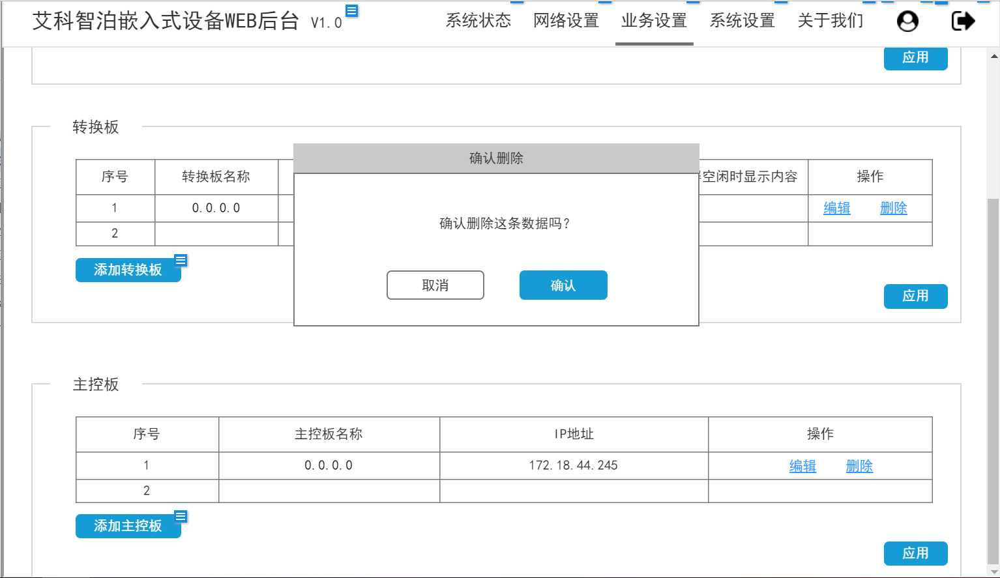 艾科智泊嵌入式设备WEB后台 V1.0 系统状态 网络设置 业务设置 系统设置 关于我们
应用
转换板
确认删除
序号 转换板名称 空闲时显示内容 操作
1 0.0.0.0 编辑 删除
确认删除这条数据吗?
2
添加转换板
取消 确认
应用
主控板
序号 主控板名称 IP地址 操作
1 0.0.0.0 172.18.44.245 编辑 删除
2
添加主控板
应用